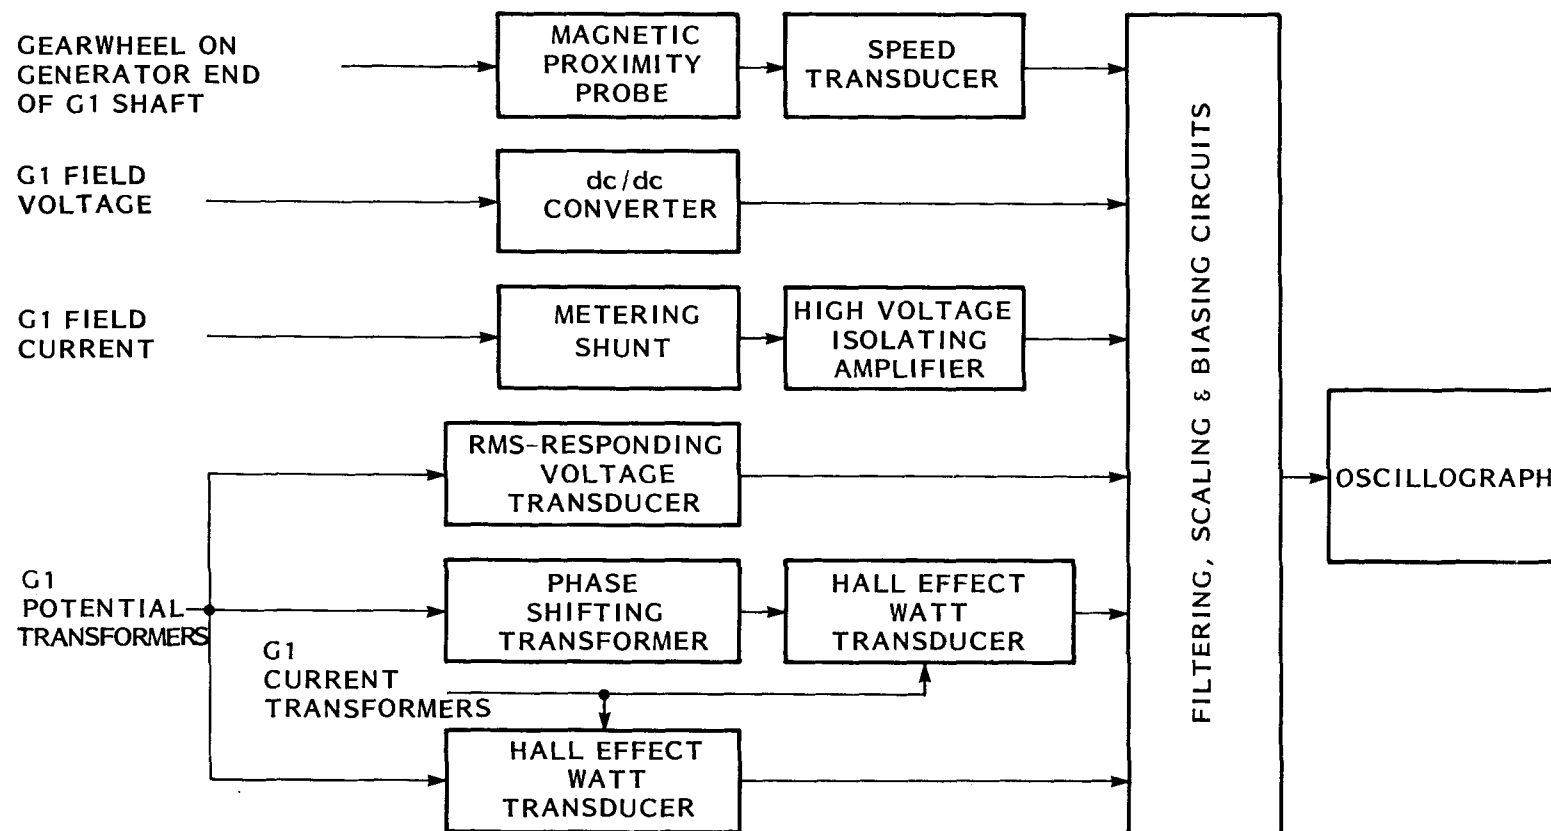 GEARWHEEL ON
GENERATOR END
OF G1 SHAFT
MAGNETIC
PROXIMITY
PROBE
SPEED
TRANSDUCER
G1 FIELD
VOLTAGE
dc/dc
CONVERTER
G1 FIELD
CURRENT
METERING
SHUNT
HIGH VOLTAGE
ISOLATING
AMPLIFIER
RMS-RESPONDING
VOLTAGE
TRANSDUCER
G1
POTENTIAL
TRANSFORMERS
PHASE
SHIFTING
TRANSFORMER
HALL EFFECT
WATT
TRANSDUCER
G1
CURRENT
TRANSFORMERS
HALL EFFECT
WATT
TRANSDUCER
FILTERING, SCALING & BIASING CIRCUITS
OSCILLOGRAPH